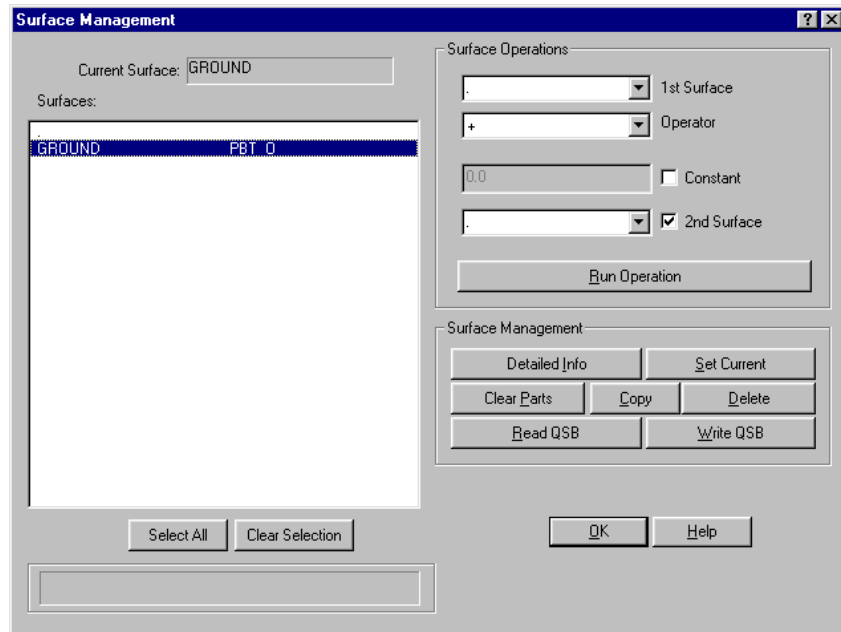 Surface Management
Current Surface: GROUND
Surfaces:
.
GROUND PBT 0
Select All Clear Selection
Surface Operations
. 1st Surface
+ Operator
0.0 Constant
. 2nd Surface
Run Operation
Surface Management
Detailed Info Set Current
Clear Parts Copy Delete
Read QSB Write QSB
OK Help